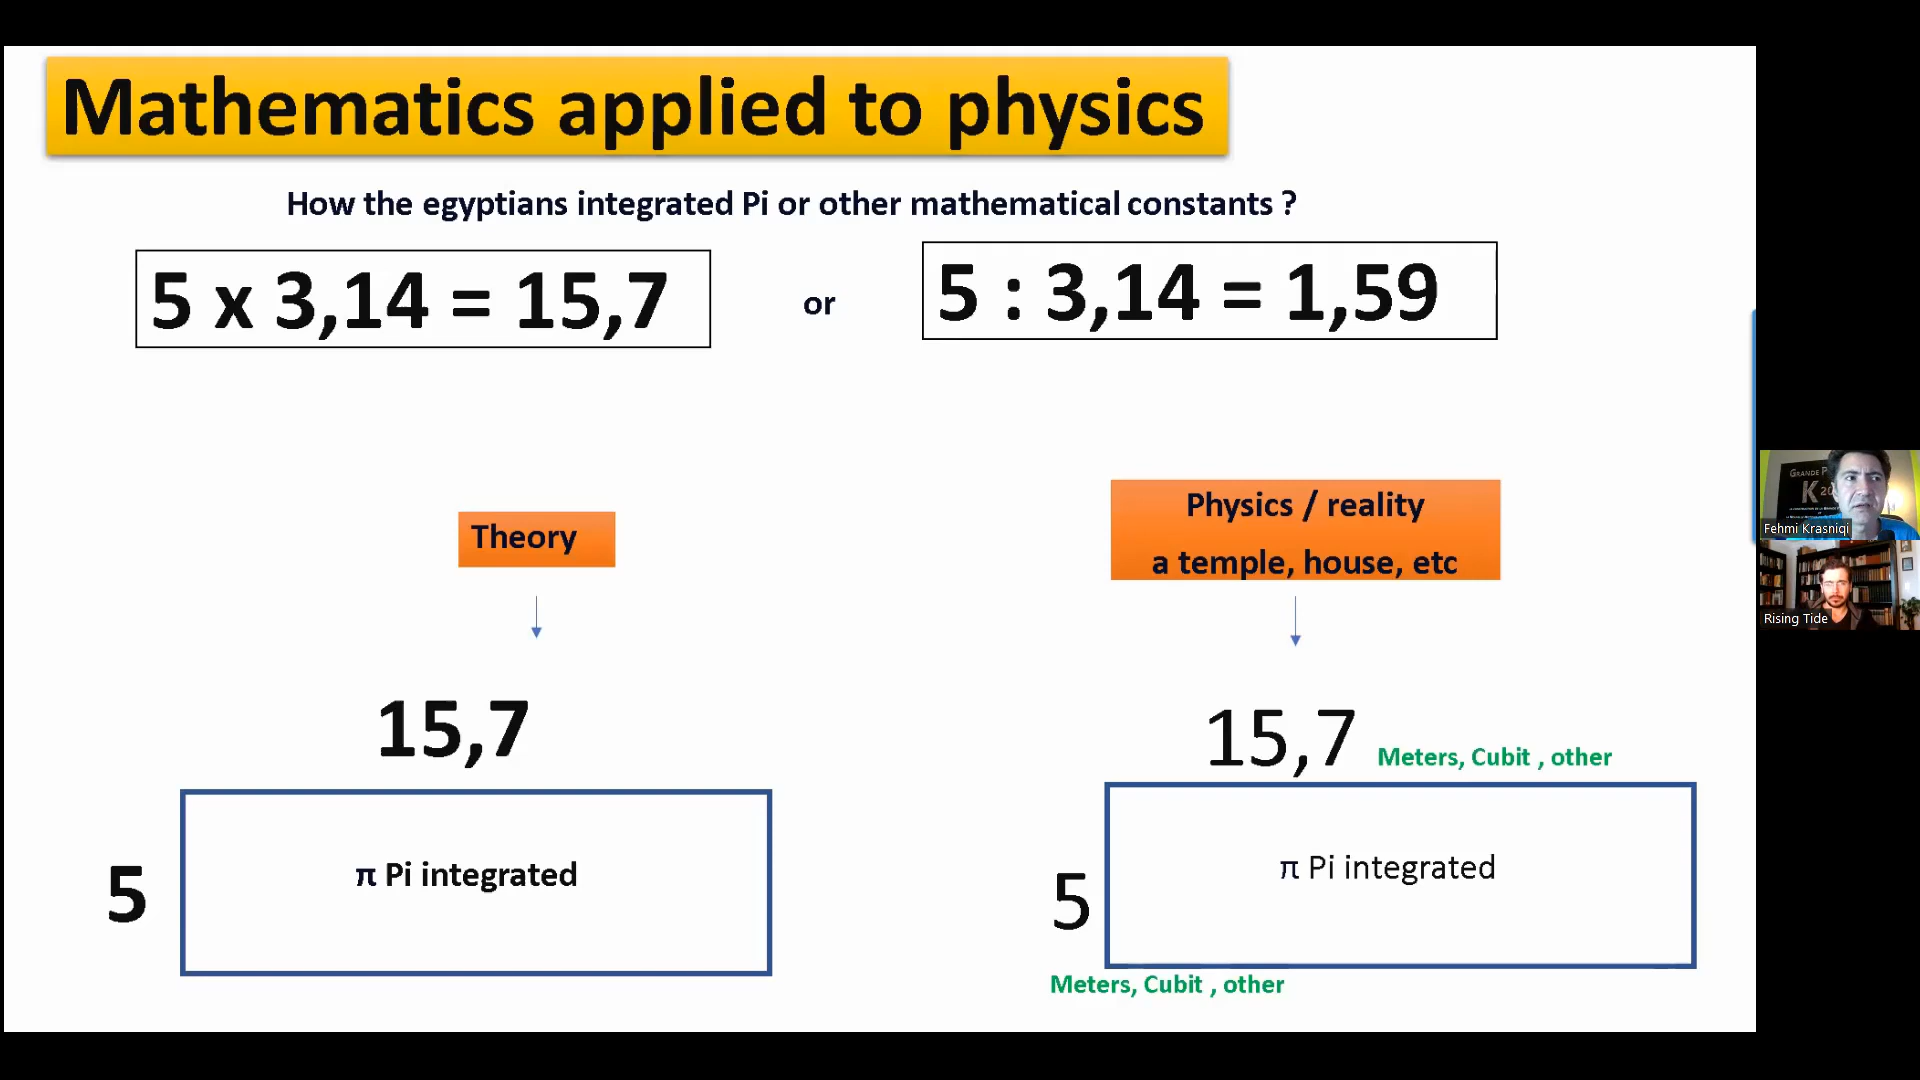 Mathematics applied to physics
How the egyptians integrated Pi or other mathematical constants ?
5 x 3,14 = 15,7
or
5 : 3,14 = 1,59
Theory
Physics / reality
a temple, house, etc
15,7
15,7 Meters, Cubit , other
5
π Pi integrated
5
π Pi integrated
Meters, Cubit , other
GRANDE
K 20
Fehmi Krasniqi
Rising Tide